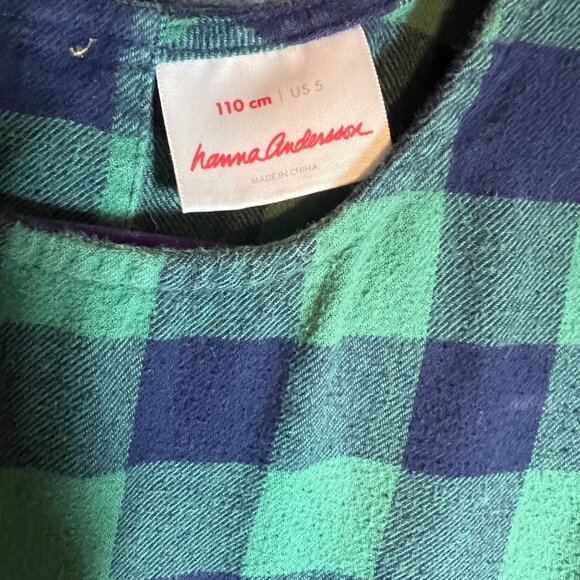 110 cm | US 5
hanna Andersson
MADE IN CHINA